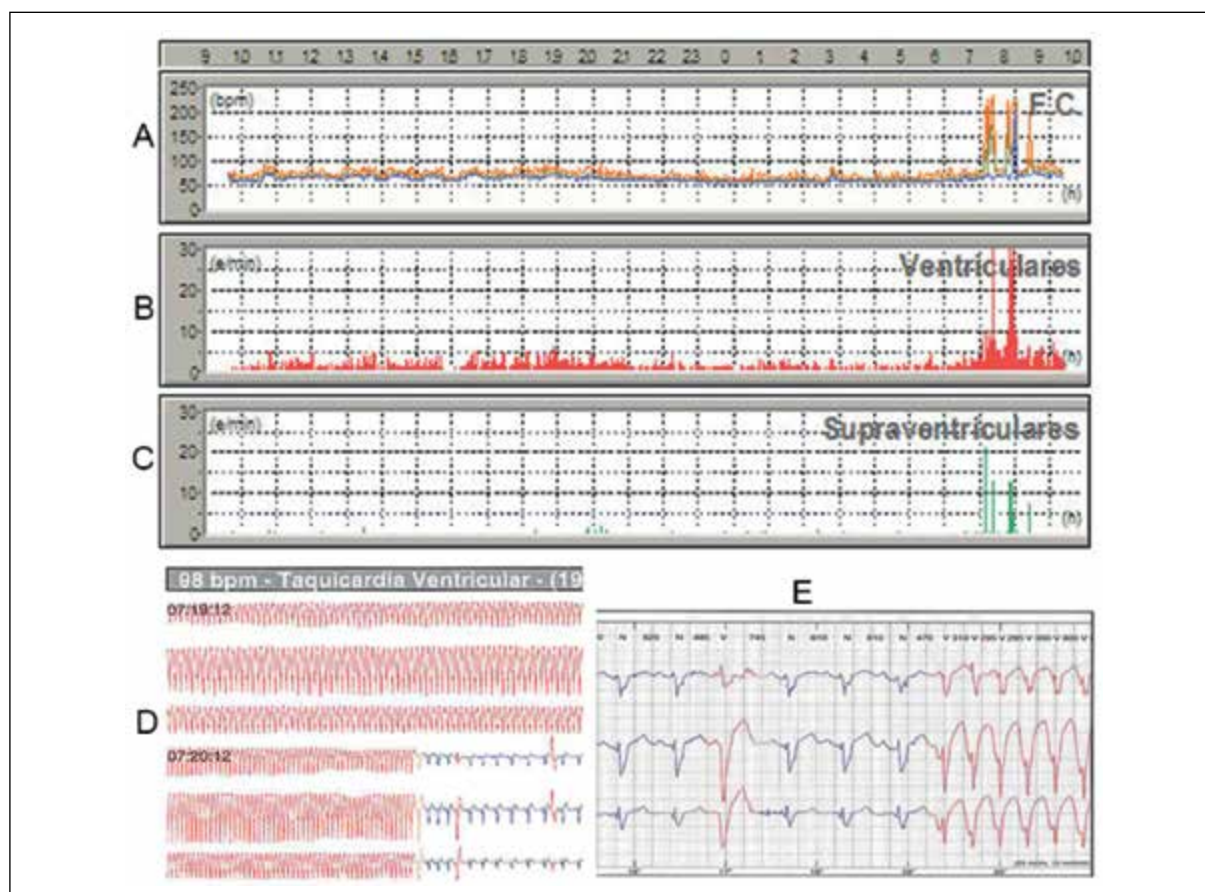 9 10 11 12 13 14 15 16 17 18 19 20 21 22 23 0 1 2 3 4 5 6 7 8 9 10
A
250
200
150
100
50
0
(bpm)
F.C.
(h)
B
30
20
10
0
(e/min)
Ventriculares
(h)
C
30
20
10
0
(e/min)
Supraventriculares
(h)
98 bpm - Taquicardia Ventricular - (19
07:19:12
D
07:20:12
E
V N N V N N N V V V V V